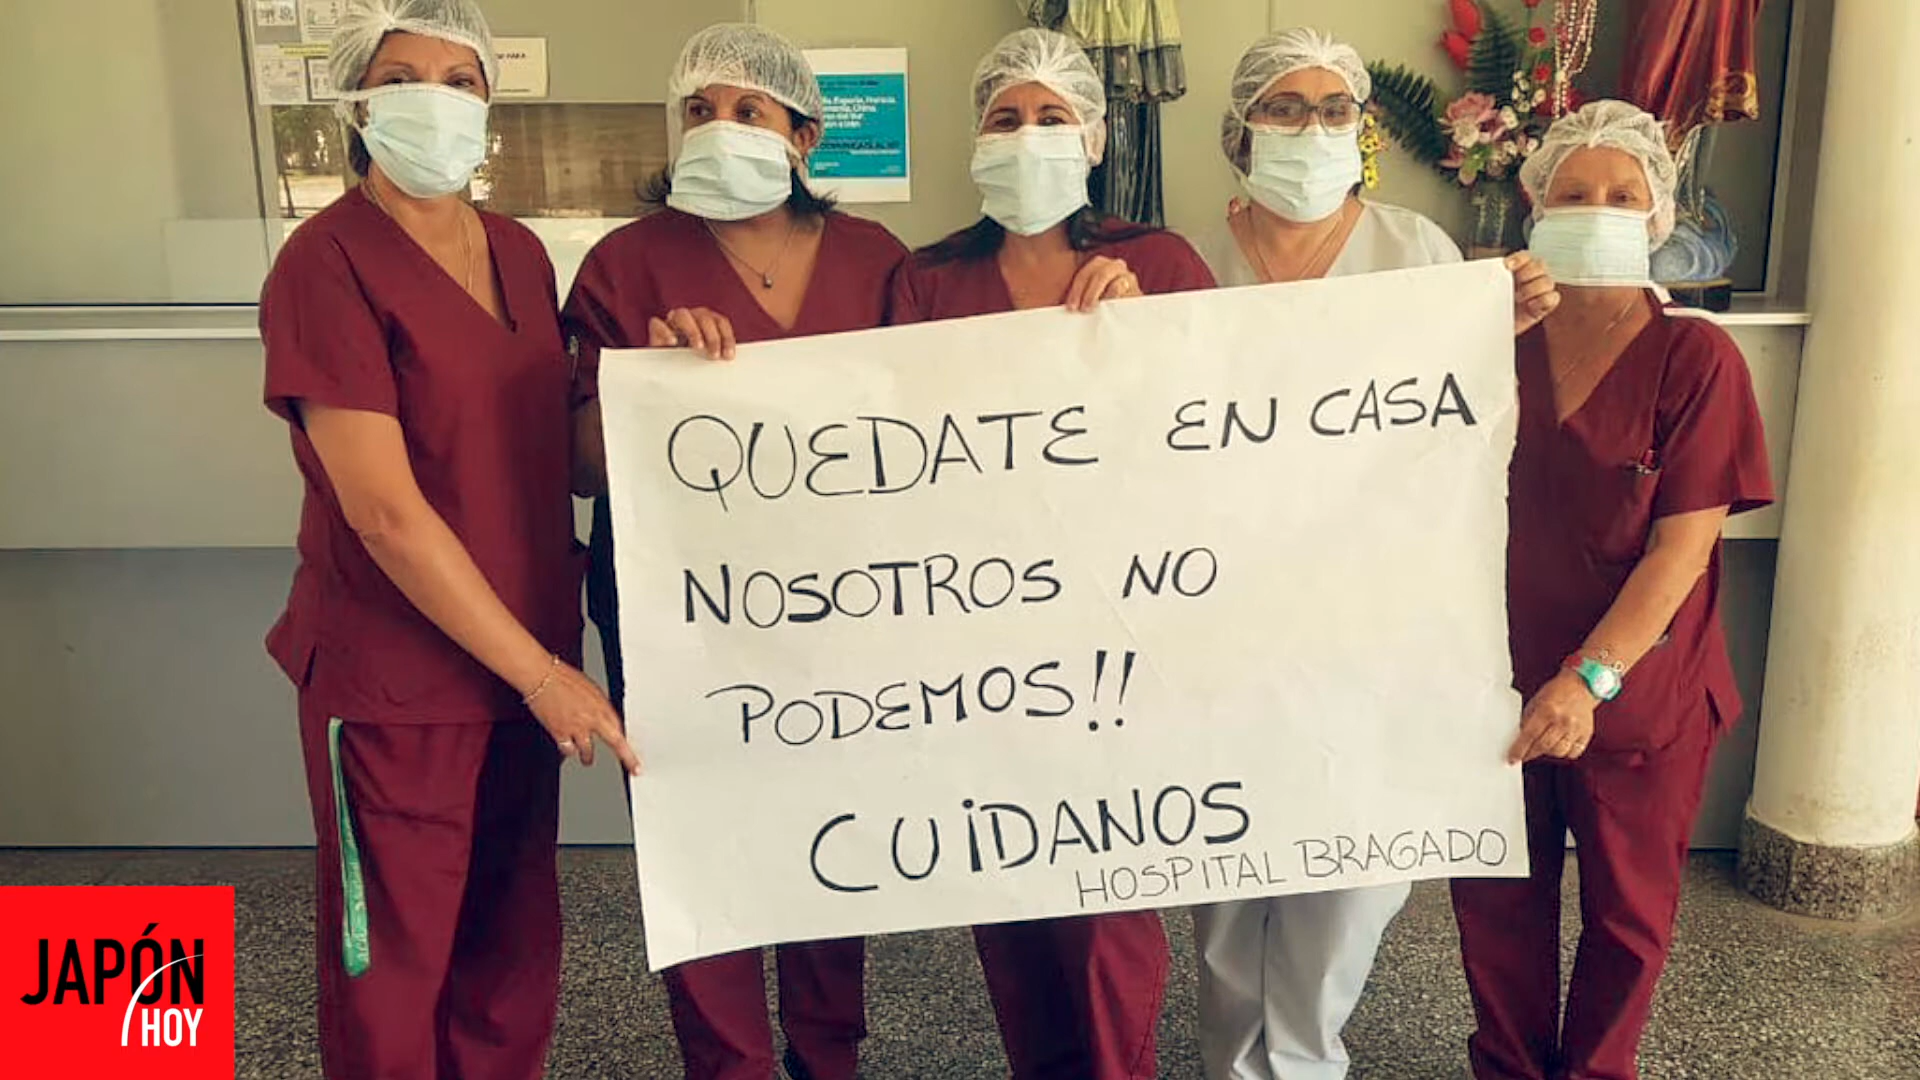 QUEDATE EN CASA
NOSOTROS NO
PODEMOS!!
CUiDANOS
HOSPITAL BRAGADO
JAPÓN
HOY